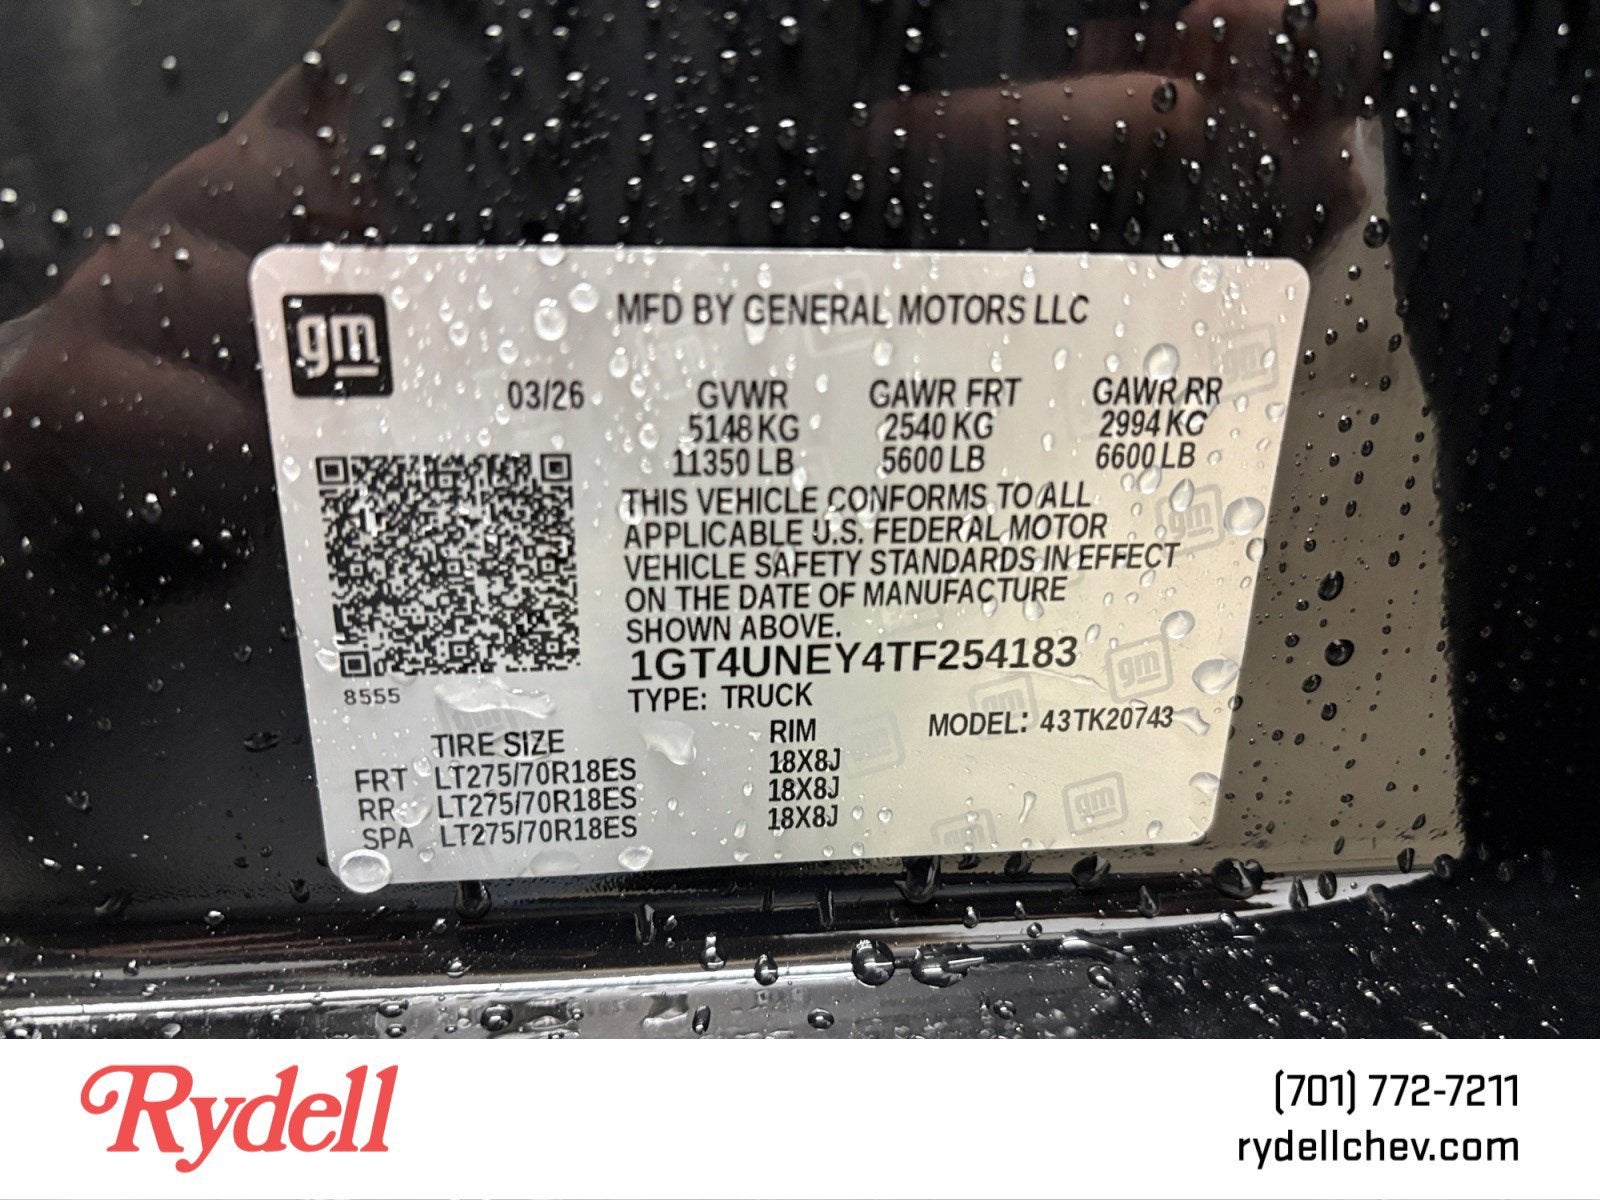 gm
MFD BY GENERAL MOTORS LLC
03/26
GVWR GAWR FRT GAWR RR
5148 KG 2540 KG 2994 KG
11350 LB 5600 LB 6600 LB
THIS VEHICLE CONFORMS TO ALL
APPLICABLE U.S. FEDERAL MOTOR
VEHICLE SAFETY STANDARDS IN EFFECT
ON THE DATE OF MANUFACTURE
SHOWN ABOVE.
1GT4UNEY4TF254183
8555
TYPE: TRUCK
MODEL: 43TK20743
TIRE SIZE RIM
FRT LT275/70R18ES 18X8J
RR LT275/70R18ES 18X8J
SPA LT275/70R18ES 18X8J
Rydell
(701) 772-7211
rydellchev.com